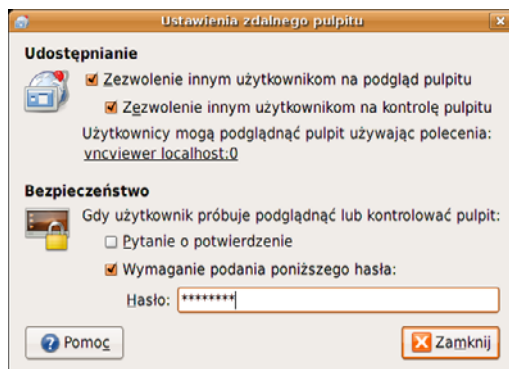 Ustawienia zdalnego pulpitu
Udostępnianie
Zezwolenie innym użytkownikom na podgląd pulpitu
Zezwolenie innym użytkownikom na kontrolę pulpitu
Użytkownicy mogą podglądnąć pulpit używając polecenia:
vncviewer localhost:0
Bezpieczeństwo
Gdy użytkownik próbuje podglądnąć lub kontrolować pulpit:
Pytanie o potwierdzenie
Wymaganie podania poniższego hasła:
Hasło: ********
Pomoc Zamknij